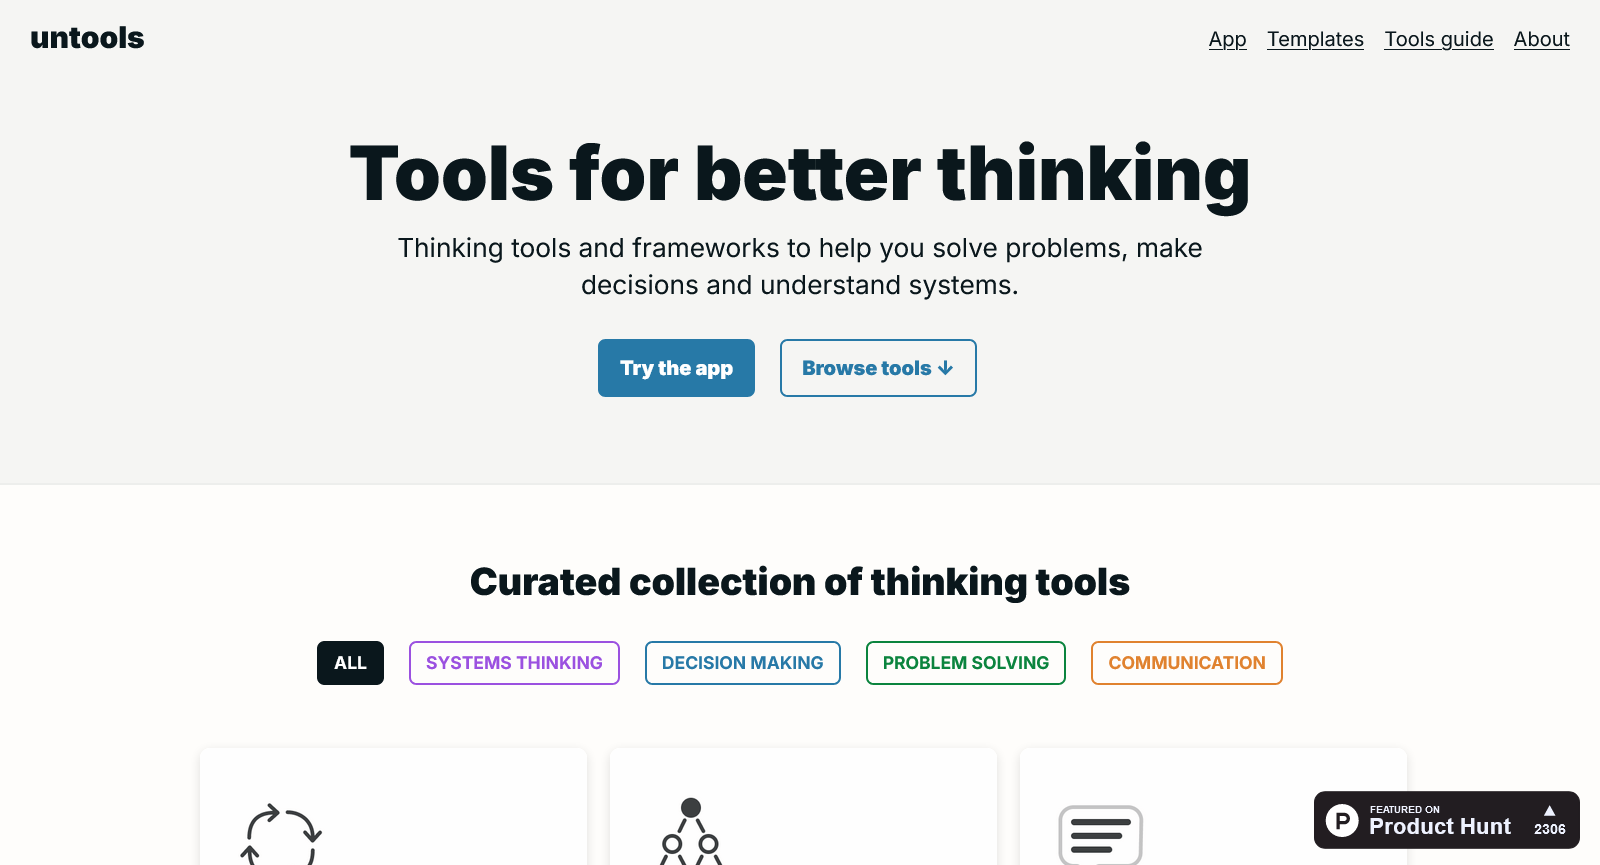 untools
App Templates Tools guide About
Tools for better thinking
Thinking tools and frameworks to help you solve problems, make
decisions and understand systems.
Try the app
Browse tools ↓
Curated collection of thinking tools
ALL
SYSTEMS THINKING
DECISION MAKING
PROBLEM SOLVING
COMMUNICATION
P
FEATURED ON
Product Hunt
▲
2306